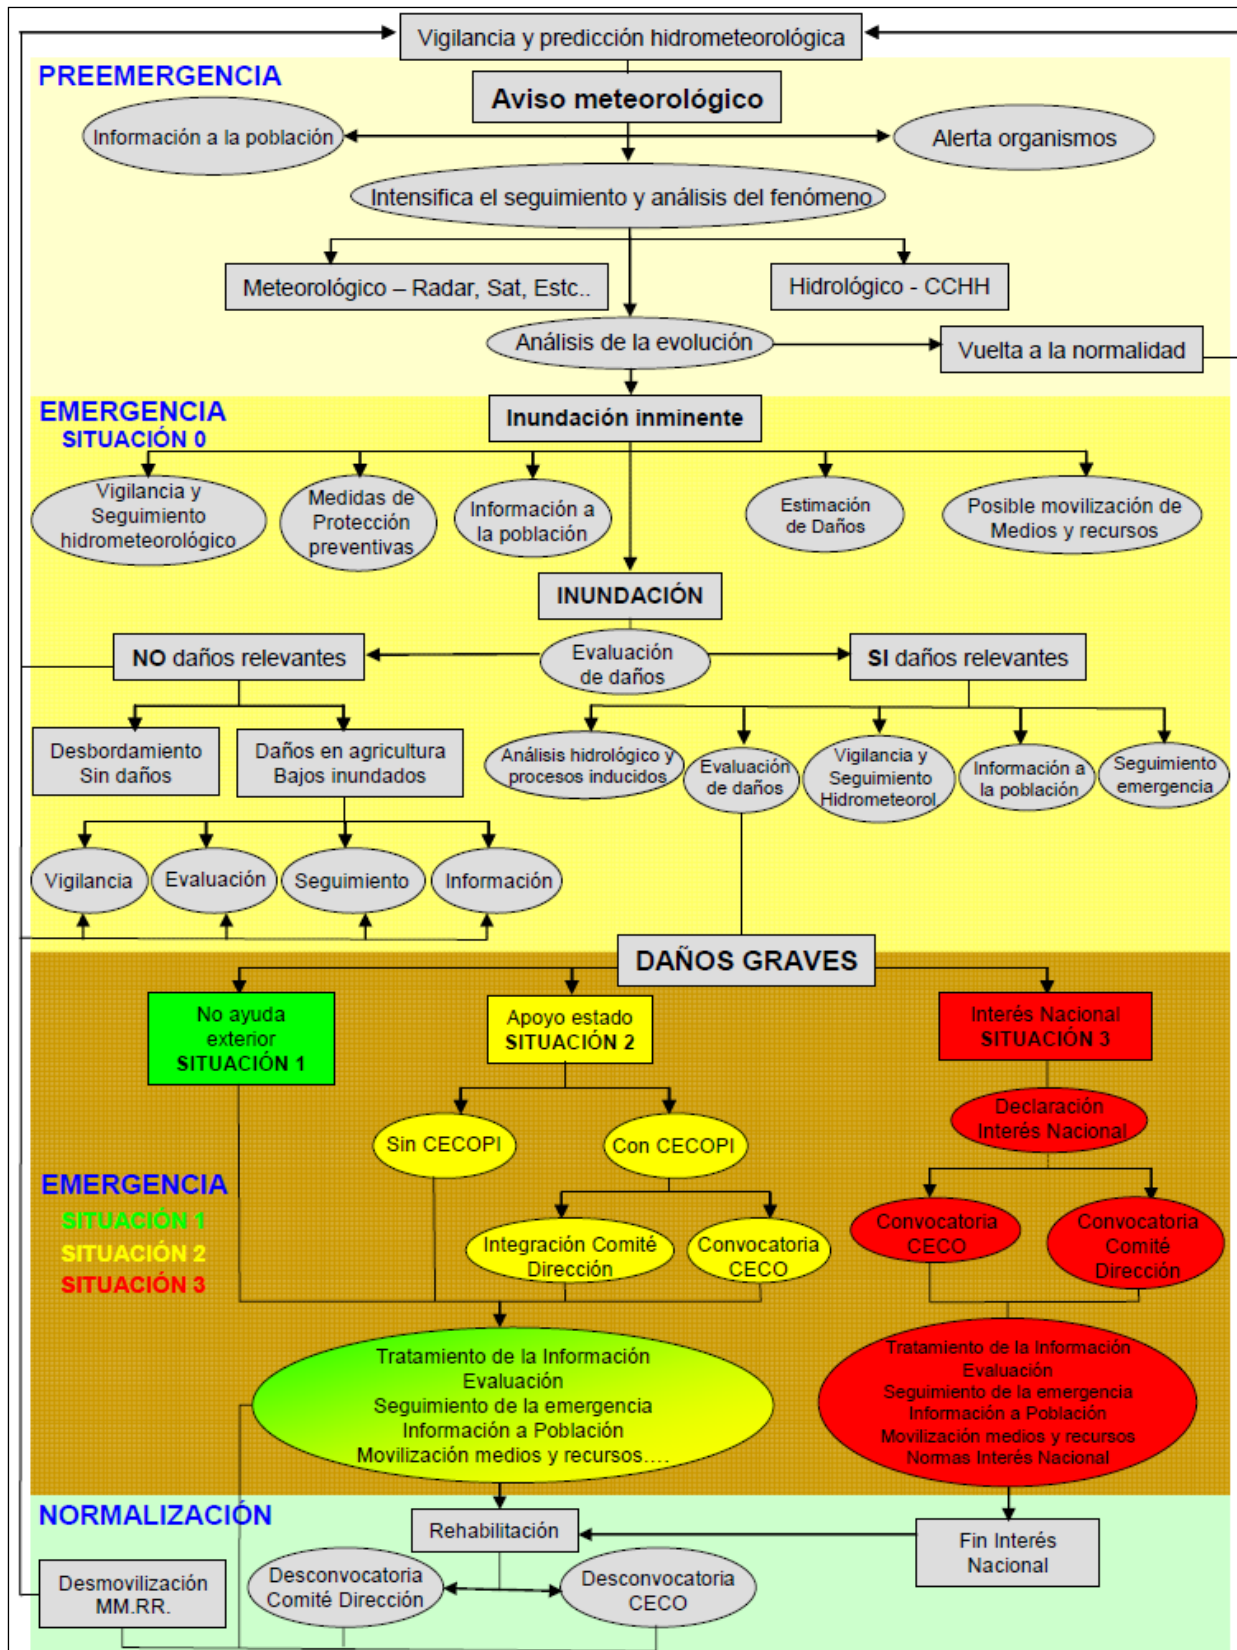 Vigilancia y predicción hidrometeorológica
PREEMERGENCIA
Aviso meteorológico
Información a la población
Alerta organismos
Intensifica el seguimiento y análisis del fenómeno
Meteorológico – Radar, Sat, Estc..
Hidrológico - CCHH
Análisis de la evolución
Vuelta a la normalidad
EMERGENCIA
SITUACIÓN 0
Inundación inminente
Vigilancia y
Seguimiento
hidrometeorológico
Medidas de
Protección
preventivas
Información a
la población
Estimación
de Daños
Posible movilización de
Medios y recursos
INUNDACIÓN
NO daños relevantes
Evaluación
de daños
SI daños relevantes
Desbordamiento
Sin daños
Daños en agricultura
Bajos inundados
Análisis hidrológico y
procesos inducidos
Evaluación
de daños
Vigilancia y
Seguimiento
Hidrometeorol
Información a
la población
Seguimiento
emergencia
Vigilancia
Evaluación
Seguimiento
Información
DAÑOS GRAVES
No ayuda
exterior
SITUACIÓN 1
Apoyo estado
SITUACIÓN 2
Interés Nacional
SITUACIÓN 3
Declaración
Interés Nacional
Sin CECOPI
Con CECOPI
EMERGENCIA
SITUACIÓN 1
SITUACIÓN 2
SITUACIÓN 3
Integración Comité
Dirección
Convocatoria
CECO
Convocatoria
CECO
Convocatoria
Comité
Dirección
Tratamiento de la Información
Evaluación
Seguimiento de la emergencia
Información a Población
Movilización medios y recursos….
Tratamiento de la Información
Evaluación
Seguimiento de la emergencia
Información a Población
Movilización medios y recursos
Normas Interés Nacional
NORMALIZACIÓN
Rehabilitación
Fin Interés
Nacional
Desmovilización
MM.RR.
Desconvocatoria
Comité Dirección
Desconvocatoria
CECO